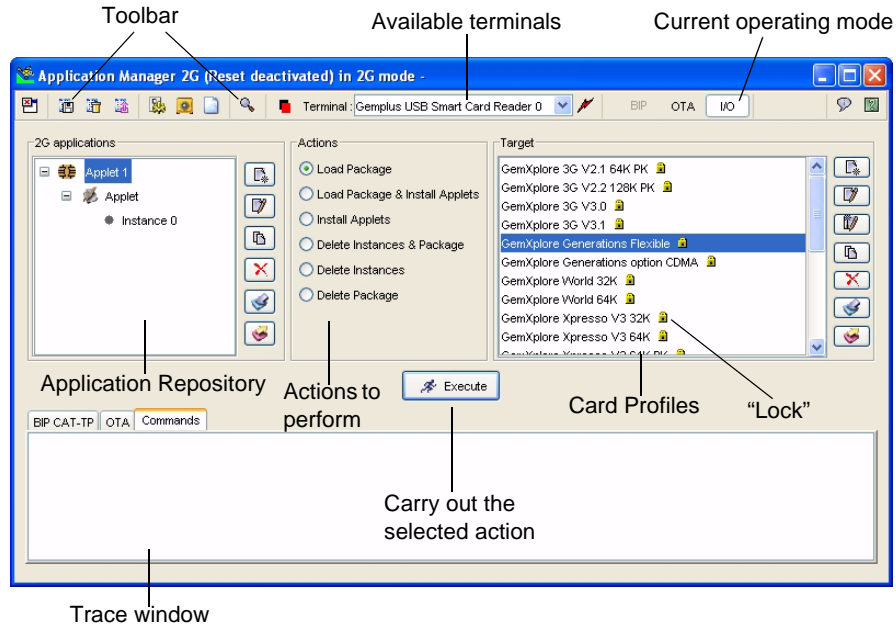 Toolbar
Available terminals
Current operating mode
Application Manager 2G (Reset deactivated) in 2G mode -
Terminal : Gemplus USB Smart Card Reader 0
BIP
OTA
I/O
2G applications
Applet 1
Applet
Instance 0
Actions
Load Package
Load Package & Install Applets
Install Applets
Delete Instances & Package
Delete Instances
Delete Package
Target
GemXplore 3G V2.1 64K PK
GemXplore 3G V2.2 128K PK
GemXplore 3G V3.0
GemXplore 3G V3.1
GemXplore Generations Flexible
GemXplore Generations option CDMA
GemXplore World 32K
GemXplore World 64K
GemXplore Xpresso V3 32K
GemXplore Xpresso V3 64K
GemXplore Xpresso V3 64K PK
Application Repository
Actions to
perform
Execute
Card Profiles
“Lock”
BIP CAT-TP
OTA
Commands
Carry out the
selected action
Trace window